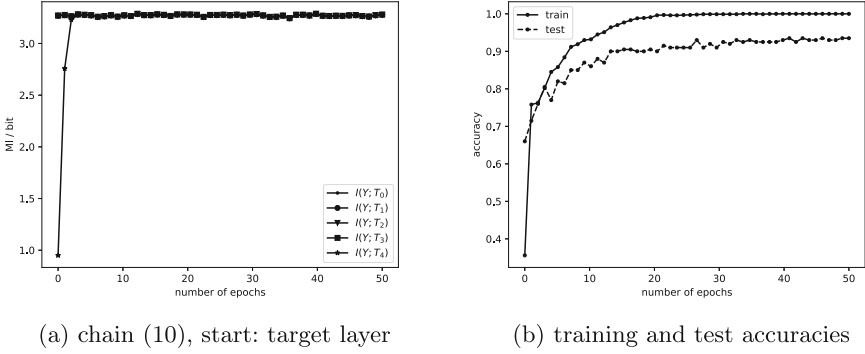 3.0
2.5
2.0
1.5
1.0
MI / bit
0 10 20 30 40 50
number of epochs
I(Y;T₀)
I(Y;T₁)
I(Y;T₂)
I(Y;T₃)
I(Y;T₄)
(a) chain (10), start: target layer
train
test
1.0
0.9
0.8
0.7
0.6
0.5
0.4
accuracy
0 10 20 30 40 50
number of epochs
(b) training and test accuracies